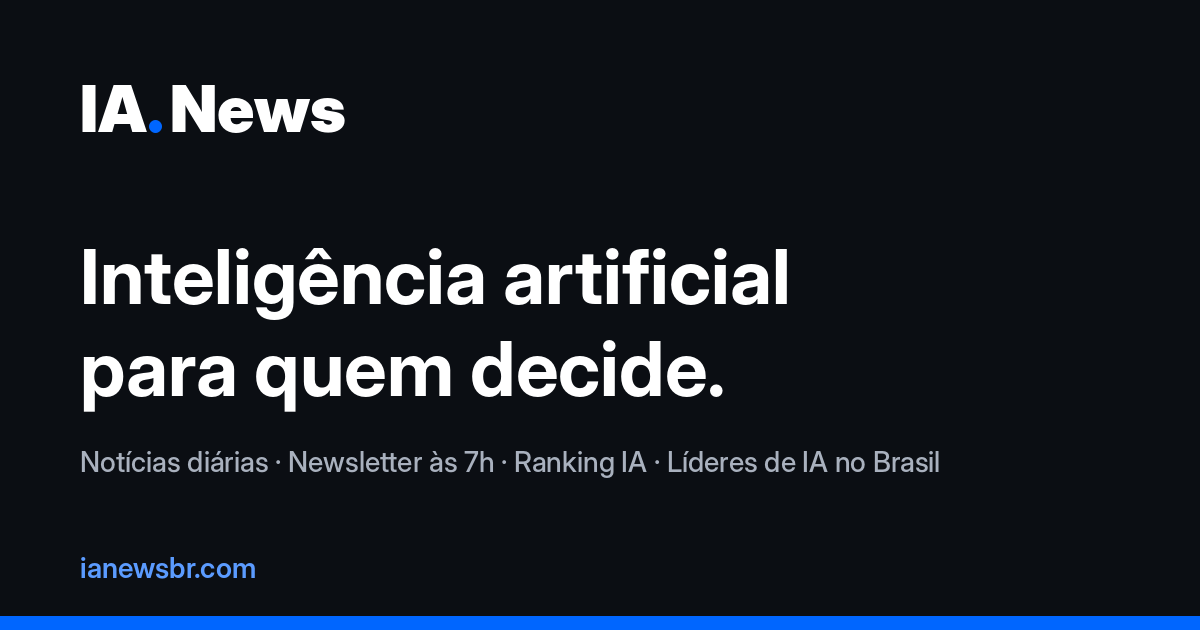 IA. News
Inteligência artificial
para quem decide.
Notícias diárias · Newsletter às 7h · Ranking IA · Líderes de IA no Brasil
ianewsbr.com